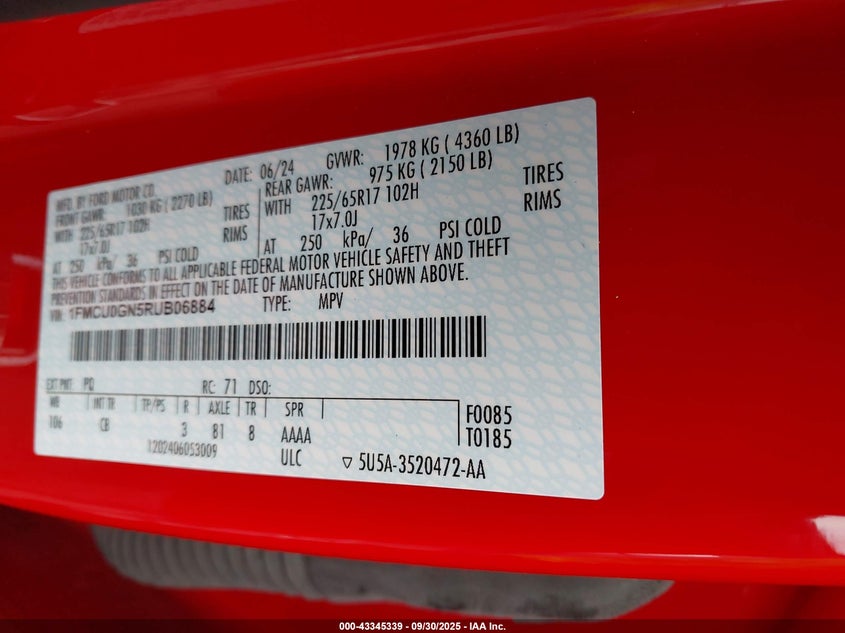 MFD. BY FORD MOTOR CO.
DATE: 06/24 GVWR: 1978 KG ( 4360 LB)
FRONT GAWR: 1030 KG ( 2270 LB)
REAR GAWR: 975 KG ( 2150 LB)
WITH 225/65R17 102H TIRES
WITH 225/65R17 102H TIRES
17x7.0J RIMS
17x7.0J RIMS
AT 250 kPa/ 36 PSI COLD
AT 250 kPa/ 36 PSI COLD
THIS VEHICLE CONFORMS TO ALL APPLICABLE FEDERAL MOTOR VEHICLE SAFETY AND THEFT
PREVENTION STANDARDS IN EFFECT ON THE DATE OF MANUFACTURE SHOWN ABOVE.
VIN: 1FMCU0GN5RUB06884 TYPE: MPV
EXT PNT: PQ RC: 71 DSO:
WB INT TR TP/PS R AXLE TR SPR
106 CB 3 81 8 AAAA
F0085
T0185
1202406053009
ULC ▽ 5U5A-3520472-AA
000-43345339 - 09/30/2025 - IAA Inc.